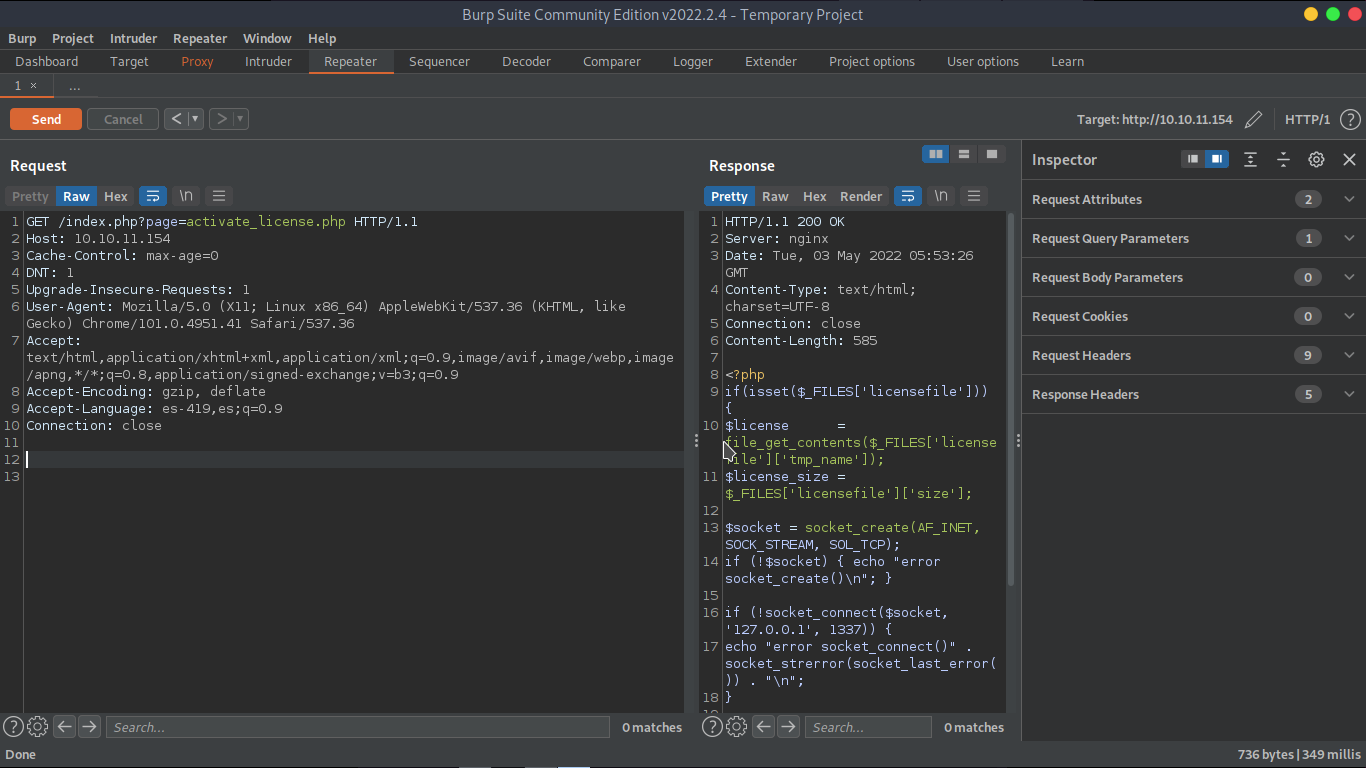 Burp Suite Community Edition v2022.2.4 - Temporary Project
Burp Project Intruder Repeater Window Help
Dashboard Target Proxy Intruder Repeater Sequencer Decoder Comparer Logger Extender Project options User options Learn
1 × ...
Send Cancel < > Target: http://10.10.11.154 HTTP/1 ?
Request
Pretty Raw Hex \n
1 GET /index.php?page=activate_license.php HTTP/1.1
2 Host: 10.10.11.154
3 Cache-Control: max-age=0
4 DNT: 1
5 Upgrade-Insecure-Requests: 1
6 User-Agent: Mozilla/5.0 (X11; Linux x86_64) AppleWebKit/537.36 (KHTML, like
Gecko) Chrome/101.0.4951.41 Safari/537.36
7 Accept:
text/html,application/xhtml+xml,application/xml;q=0.9,image/avif,image/webp,image
/apng,*/*;q=0.8,application/signed-exchange;v=b3;q=0.9
8 Accept-Encoding: gzip, deflate
9 Accept-Language: es-419,es;q=0.9
10 Connection: close
11
12
13
? Search... 0 matches
Response
Pretty Raw Hex Render \n
1 HTTP/1.1 200 OK
2 Server: nginx
3 Date: Tue, 03 May 2022 05:53:26
GMT
4 Content-Type: text/html;
charset=UTF-8
5 Connection: close
6 Content-Length: 585
7
8 <?php
9 if(isset($_FILES['licensefile']))
{
10 $license =
file_get_contents($_FILES['license
file']['tmp_name']);
11 $license_size =
$_FILES['licensefile']['size'];
12
13 $socket = socket_create(AF_INET,
SOCK_STREAM, SOL_TCP);
14 if (!$socket) { echo "error
socket_create()\n"; }
15
16 if (!socket_connect($socket,
'127.0.0.1', 1337)) {
17 echo "error socket_connect()" .
socket_strerror(socket_last_error(
)) . "\n";
18 }
? Search... 0 matches
Inspector
Request Attributes 2
Request Query Parameters 1
Request Body Parameters 0
Request Cookies 0
Request Headers 9
Response Headers 5
Done 736 bytes | 349 millis